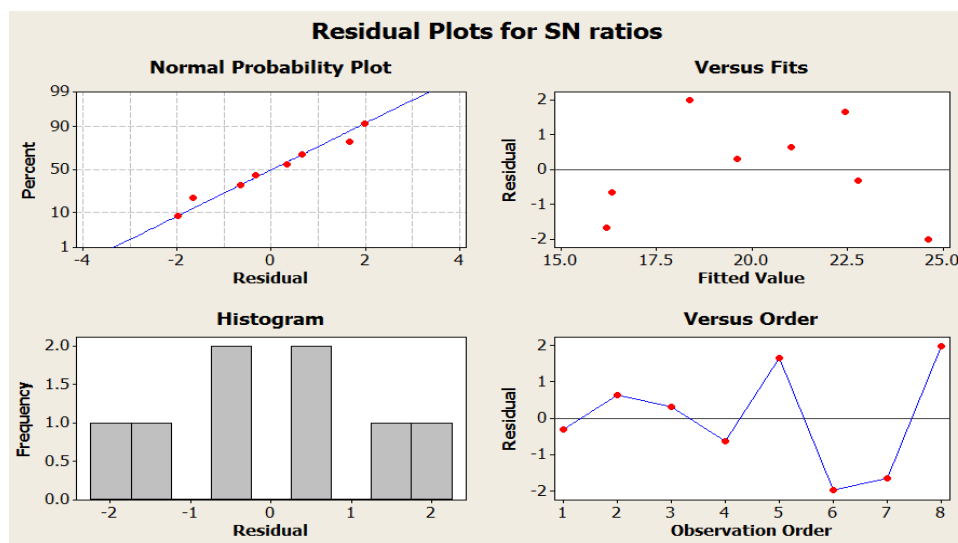 Residual Plots for SN ratios
Normal Probability Plot
99
90
50
10
1
Percent
-4 -2 0 2 4
Residual
Versus Fits
2
1
0
-1
-2
Residual
15.0 17.5 20.0 22.5 25.0
Fitted Value
Histogram
2.0
1.5
1.0
0.5
0.0
Frequency
-2 -1 0 1 2
Residual
Versus Order
2
1
0
-1
-2
Residual
1 2 3 4 5 6 7 8
Observation Order